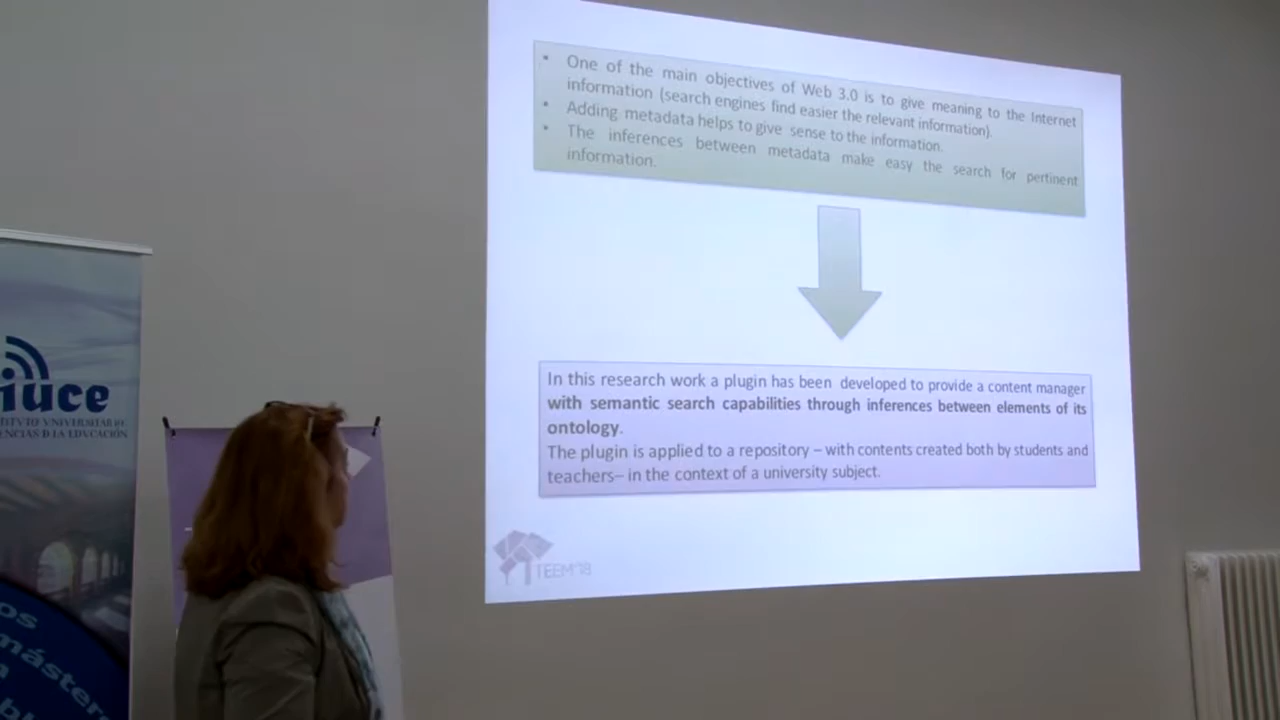 One of the main objectives of Web 3.0 is to give meaning to the Internet
information (search engines find easier the relevant information).
Adding metadata helps to give sense to the information.
The inferences between metadata make easy the search for pertinent
information.
In this research work a plugin has been developed to provide a content manager
with semantic search capabilities through inferences between elements of its
ontology.
The plugin is applied to a repository – with contents created both by students and
teachers– in the context of a university subject.
TEEM'18
iuce
os
máster